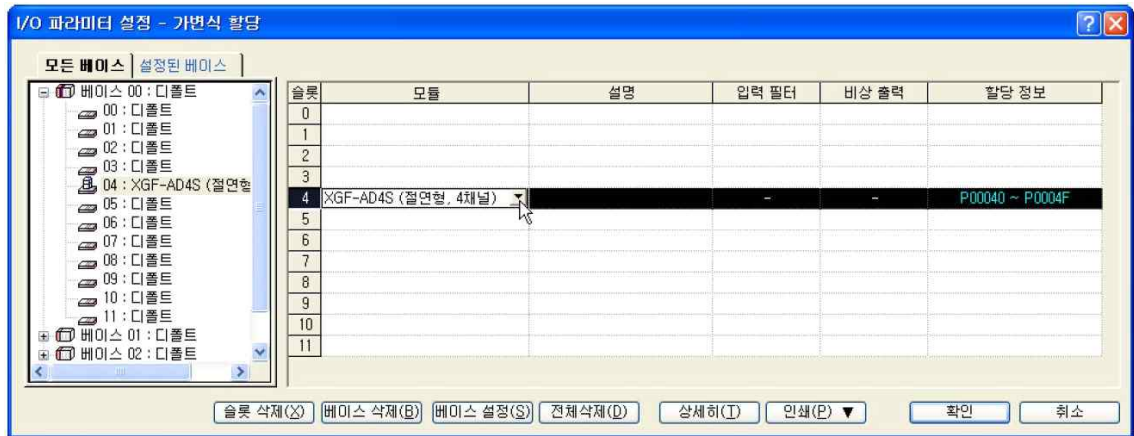 I/O 파라미터 설정 - 가변식 할당
모든 베이스 설정된 베이스
베이스 00 : 디폴트
00 : 디폴트
01 : 디폴트
02 : 디폴트
03 : 디폴트
04 : XGF-AD4S (절연형
05 : 디폴트
06 : 디폴트
07 : 디폴트
08 : 디폴트
09 : 디폴트
10 : 디폴트
11 : 디폴트
베이스 01 : 디폴트
베이스 02 : 디폴트
슬롯 모듈 설명 입력 필터 비상 출력 할당 정보
0
1
2
3
4 XGF-AD4S (절연형, 4채널) - - P00040 ~ P0004F
5
6
7
8
9
10
11
슬롯 삭제(X) 베이스 삭제(B) 베이스 설정(S) 전체삭제(D) 상세히(T) 인쇄(P) ▼ 확인 취소